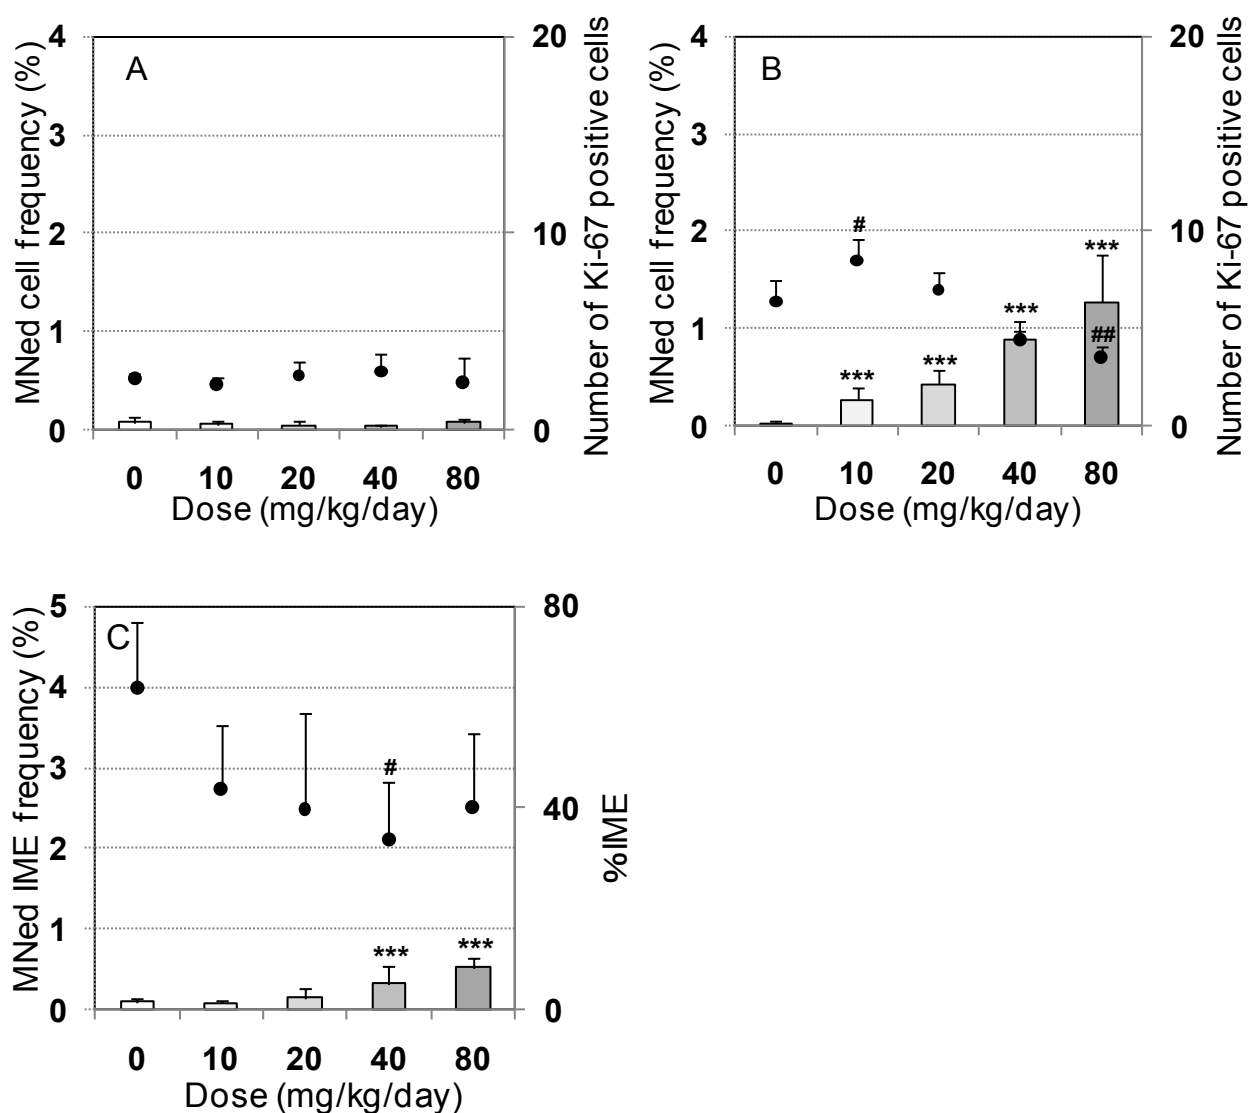 A
MNed cell frequency (%)
4
3
2
1
0
20
10
0
Number of Ki-67 positive cells
0 10 20 40 80
Dose (mg/kg/day)
B
MNed cell frequency (%)
4
3
2
1
0
#
***
***
***
***
##
20
10
0
Number of Ki-67 positive cells
0 10 20 40 80
Dose (mg/kg/day)
C
MNed IME frequency (%)
5
4
3
2
1
0
#
***
***
80
40
0
%IME
0 10 20 40 80
Dose (mg/kg/day)